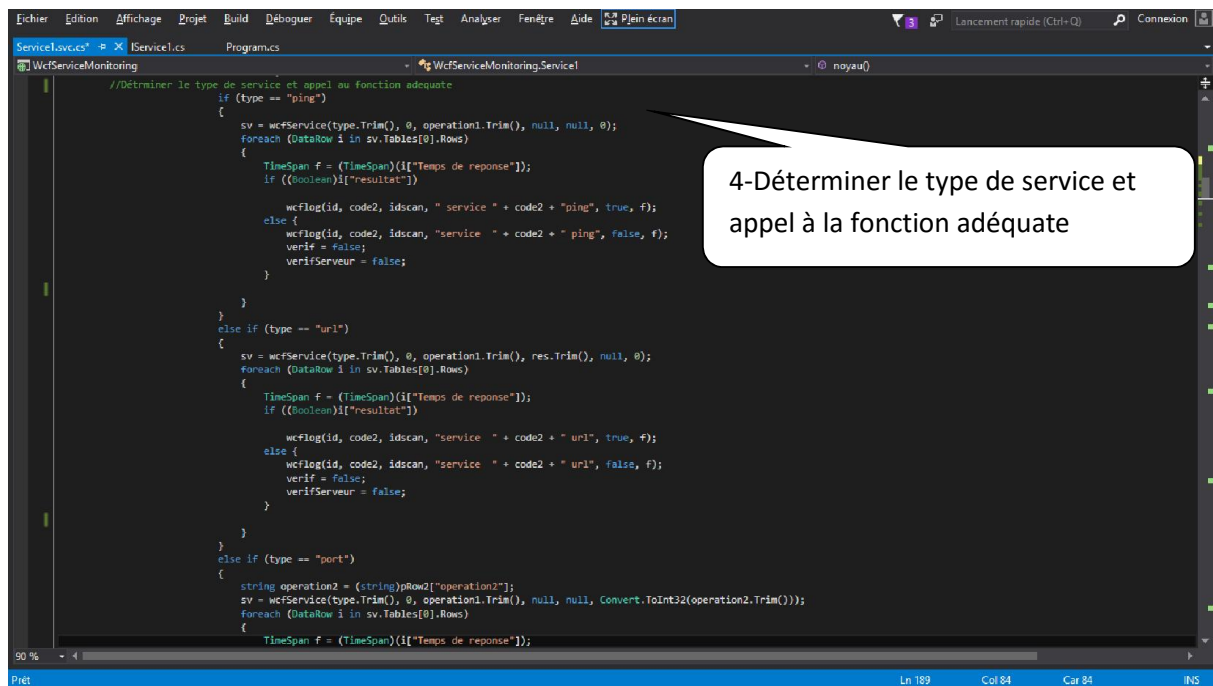 Fichier Edition Affichage Projet Build Déboguer Équipe Outils Test Analyser Fenêtre Aide Plein écran 3 Lancement rapide (Ctrl+Q) Connexion
Service1.svc.cs* IService1.cs Program.cs
WcfServiceMonitoring WcfServiceMonitoring.Service1 noyau()
//Détrminer le type de service et appel au fonction adequate
if (type == "ping")
{
sv = wcfService(type.Trim(), 0, operation1.Trim(), null, null, 0);
foreach (DataRow i in sv.Tables[0].Rows)
{
TimeSpan f = (TimeSpan)(i["Temps de reponse"]);
if ((Boolean)i["resultat"])
wcflog(id, code2, idscan, " service " + code2 + "ping", true, f);
else {
wcflog(id, code2, idscan, "service  " + code2 + " ping", false, f);
verif = false;
verifServeur = false;
}
}
}
else if (type == "url")
{
sv = wcfService(type.Trim(), 0, operation1.Trim(), res.Trim(), null, 0);
foreach (DataRow i in sv.Tables[0].Rows)
{
TimeSpan f = (TimeSpan)(i["Temps de reponse"]);
if ((Boolean)i["resultat"])
wcflog(id, code2, idscan, "service  " + code2 + " url", true, f);
else {
wcflog(id, code2, idscan, "service  " + code2 + " url", false, f);
verif = false;
verifServeur = false;
}
}
}
else if (type == "port")
{
string operation2 = (string)pRow2["operation2"];
sv = wcfService(type.Trim(), 0, operation1.Trim(), null, null, Convert.ToInt32(operation2.Trim()));
foreach (DataRow i in sv.Tables[0].Rows)
{
TimeSpan f = (TimeSpan)(i["Temps de reponse"]);
4-Déterminer le type de service et
appel à la fonction adéquate
90 %
Prêt Ln 189 Col 84 Car 84 INS